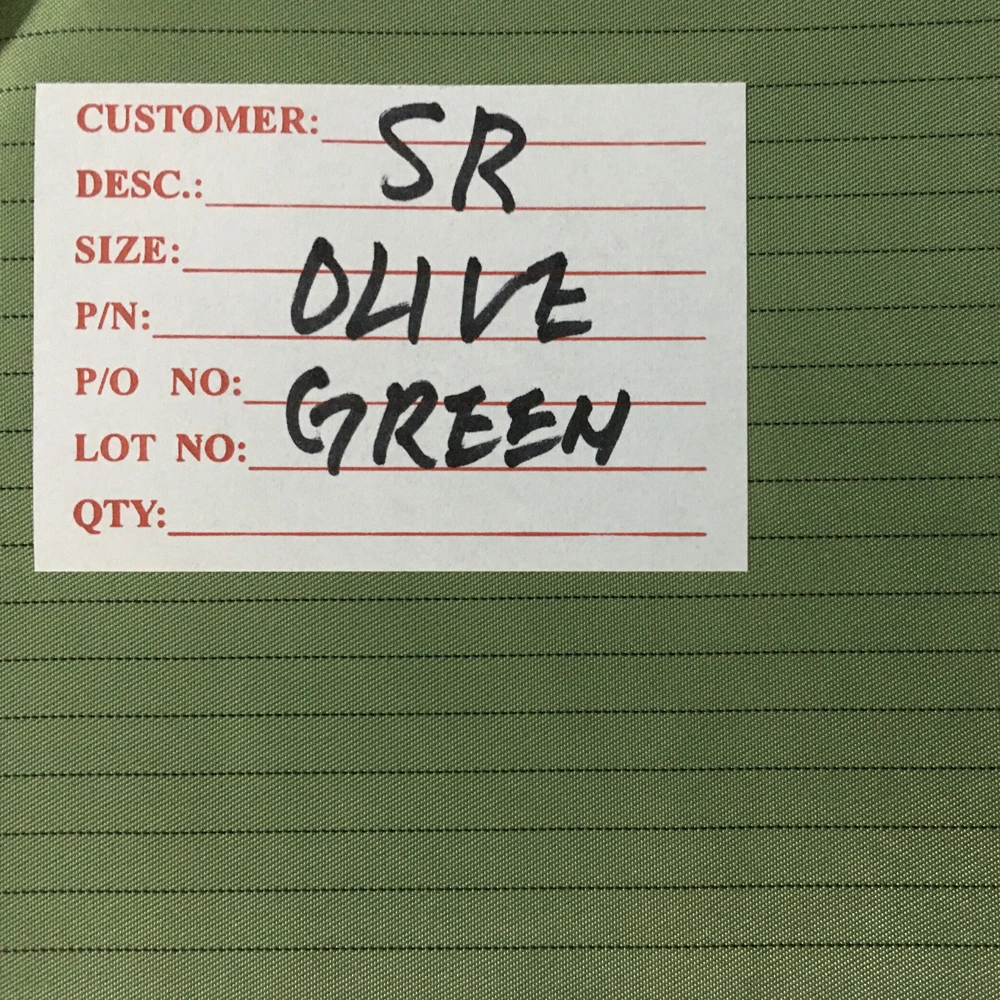 CUSTOMER: SR
DESC.:
SIZE:
P/N: OLIVE
P/O NO:
LOT NO: GREEN
QTY: